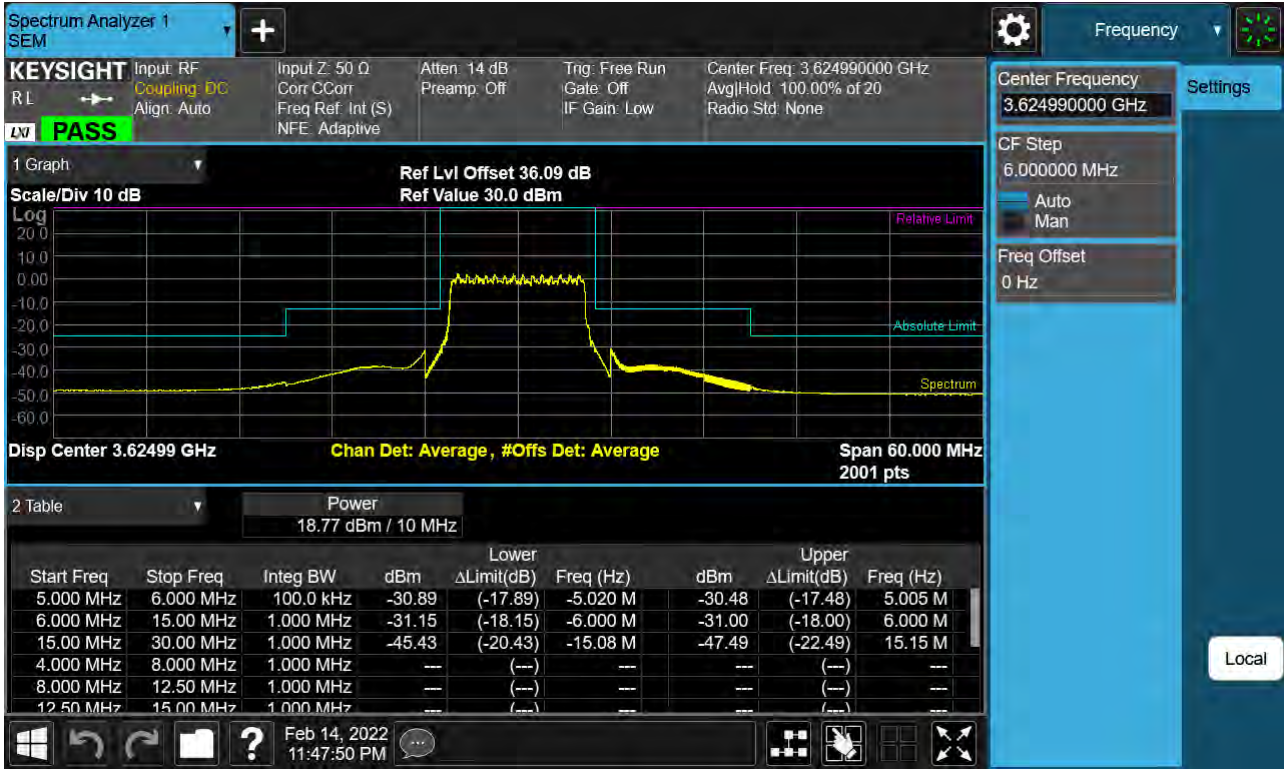 Spectrum Analyzer 1
SEM
+
Frequency
KEYSIGHT
RL
LXI
PASS
Input: RF
Coupling: DC
Align: Auto
Input Z: 50 Ω
Corr CCorr
Freq Ref: Int (S)
NFE: Adaptive
Atten: 14 dB
Preamp: Off
Trig: Free Run
Gate: Off
IF Gain: Low
Center Freq: 3.624990000 GHz
Avg|Hold: 100.00% of 20
Radio Std: None
Center Frequency
3.624990000 GHz
Settings
CF Step
6.000000 MHz
Auto
Man
Freq Offset
0 Hz
Local
1 Graph
Scale/Div 10 dB
Ref Lvl Offset 36.09 dB
Ref Value 30.0 dBm
Log
20.0
10.0
0.00
-10.0
-20.0
-30.0
-40.0
-50.0
-60.0
Relative Limit
Absolute Limit
Spectrum
Disp Center 3.62499 GHz
Chan Det: Average, #Offs Det: Average
Span 60.000 MHz
2001 pts
2 Table
Power
18.77 dBm / 10 MHz
Lower Upper
Start Freq Stop Freq Integ BW dBm ΔLimit(dB) Freq (Hz) dBm ΔLimit(dB) Freq (Hz)
5.000 MHz 6.000 MHz 100.0 kHz -30.89 (-17.89) -5.020 M -30.48 (-17.48) 5.005 M
6.000 MHz 15.00 MHz 1.000 MHz -31.15 (-18.15) -6.000 M -31.00 (-18.00) 6.000 M
15.00 MHz 30.00 MHz 1.000 MHz -45.43 (-20.43) -15.08 M -47.49 (-22.49) 15.15 M
4.000 MHz 8.000 MHz 1.000 MHz --- (---) --- --- (---) ---
8.000 MHz 12.50 MHz 1.000 MHz --- (---) --- --- (---) ---
12.50 MHz 15.00 MHz 1.000 MHz --- (---) --- --- (---) ---
?
Feb 14, 2022
11:47:50 PM